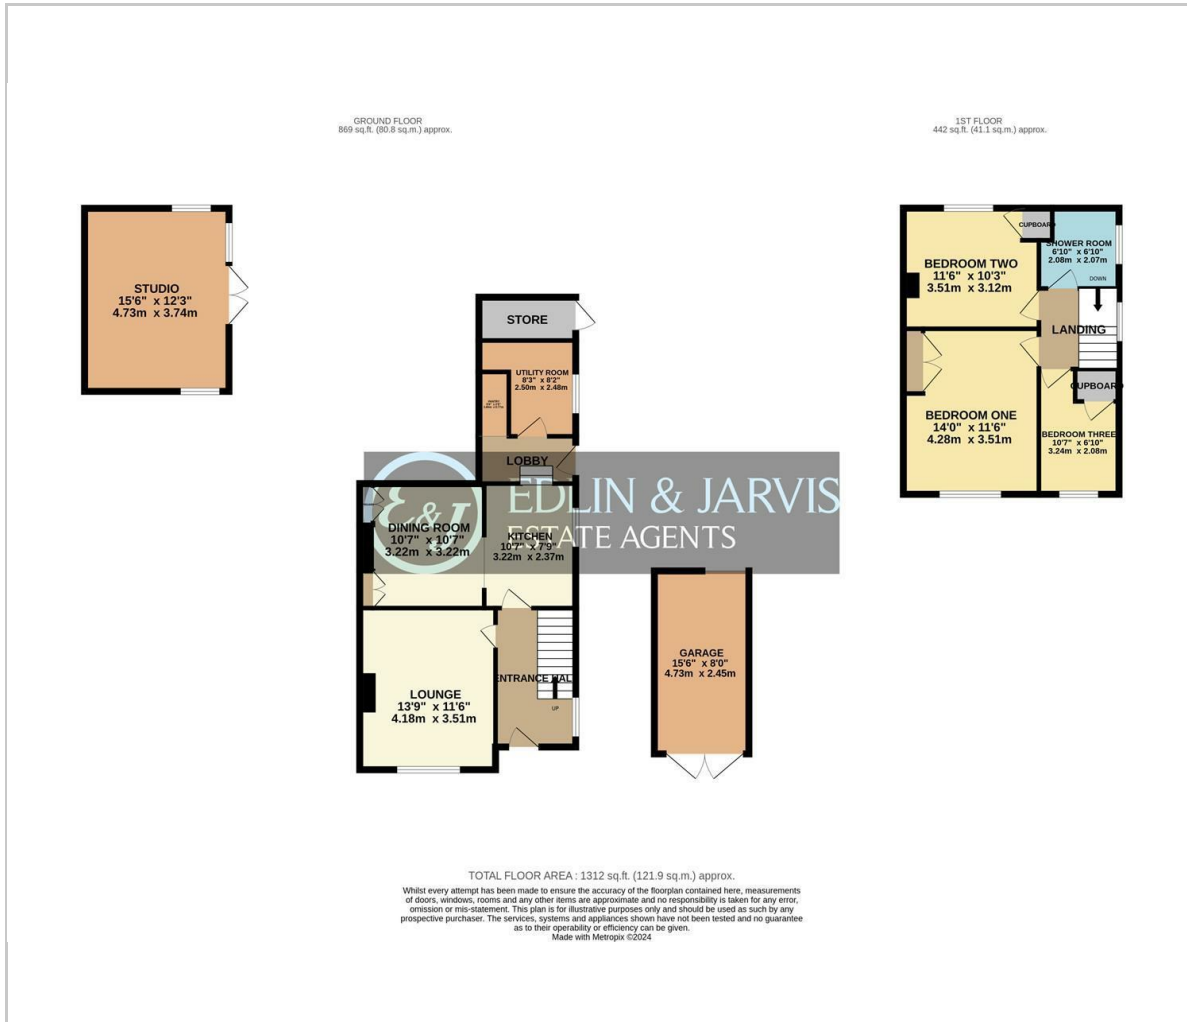 GROUND FLOOR
869 sq.ft. (80.8 sq.m.) approx.
1ST FLOOR
442 sq.ft. (41.1 sq.m.) approx.
STUDIO
15'6" x 12'3"
4.73m x 3.74m
STORE
UTILITY ROOM
8'3" x 8'2"
2.50m x 2.48m
LOBBY
E&J
EDLIN & JARVIS
ESTATE AGENTS
DINING ROOM
10'7" x 10'7"
3.22m x 3.22m
KITCHEN
10'7" x 7'9"
3.22m x 2.37m
LOUNGE
13'9" x 11'6"
4.18m x 3.51m
ENTRANCE HALL
UP
GARAGE
15'6" x 8'0"
4.73m x 2.45m
BEDROOM TWO
11'6" x 10'3"
3.51m x 3.12m
CUPBOARD
SHOWER ROOM
6'10" x 6'10"
2.08m x 2.07m
DOWN
LANDING
CUPBOARD
BEDROOM ONE
14'0" x 11'6"
4.28m x 3.51m
BEDROOM THREE
10'7" x 6'10"
3.24m x 2.08m
TOTAL FLOOR AREA : 1312 sq.ft. (121.9 sq.m.) approx.
Whilst every attempt has been made to ensure the accuracy of the floorplan contained here, measurements
of doors, windows, rooms and any other items are approximate and no responsibility is taken for any error,
omission or mis-statement. This plan is for illustrative purposes only and should be used as such by any
prospective purchaser. The services, systems and appliances shown have not been tested and no guarantee
as to their operability or efficiency can be given.
Made with Metropix ©2024